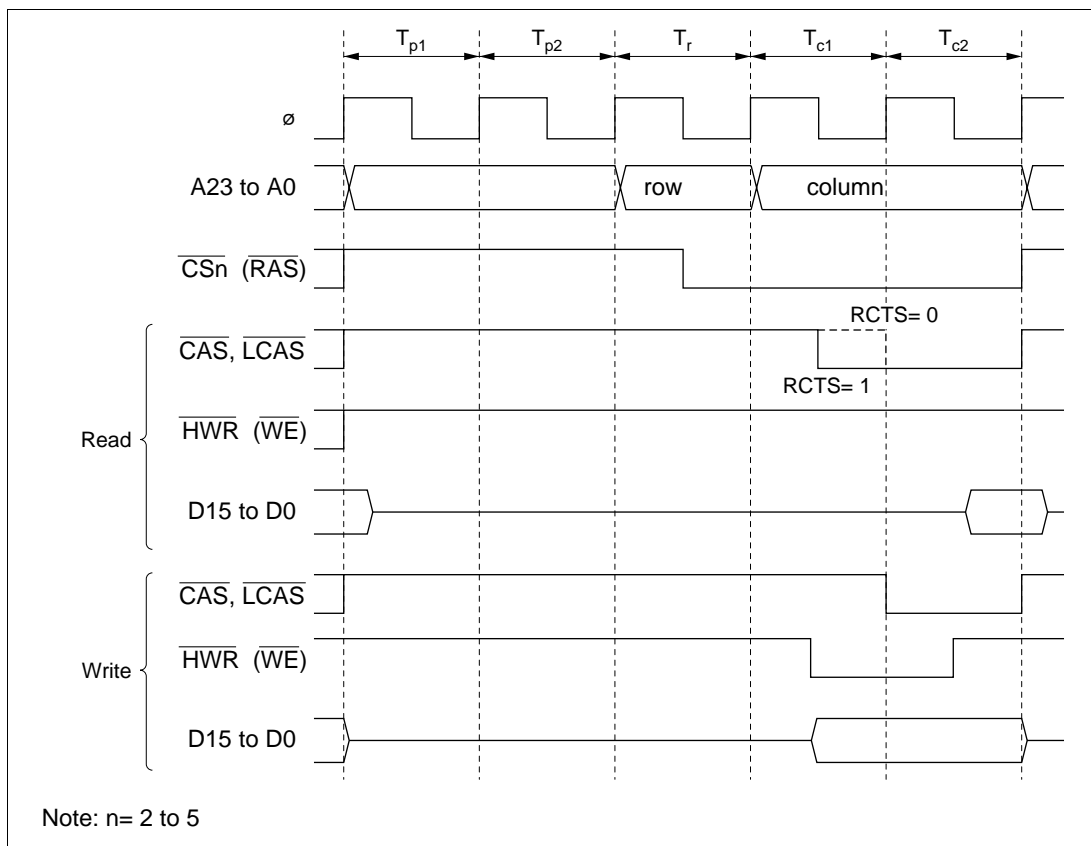 Tp1 Tp2 Tr Tc1 Tc2
ø
A23 to A0 row column
CSn (RAS)
RCTS= 0
CAS, LCAS
RCTS= 1
HWR (WE)
Read
D15 to D0
CAS, LCAS
HWR (WE)
Write
D15 to D0
Note: n= 2 to 5